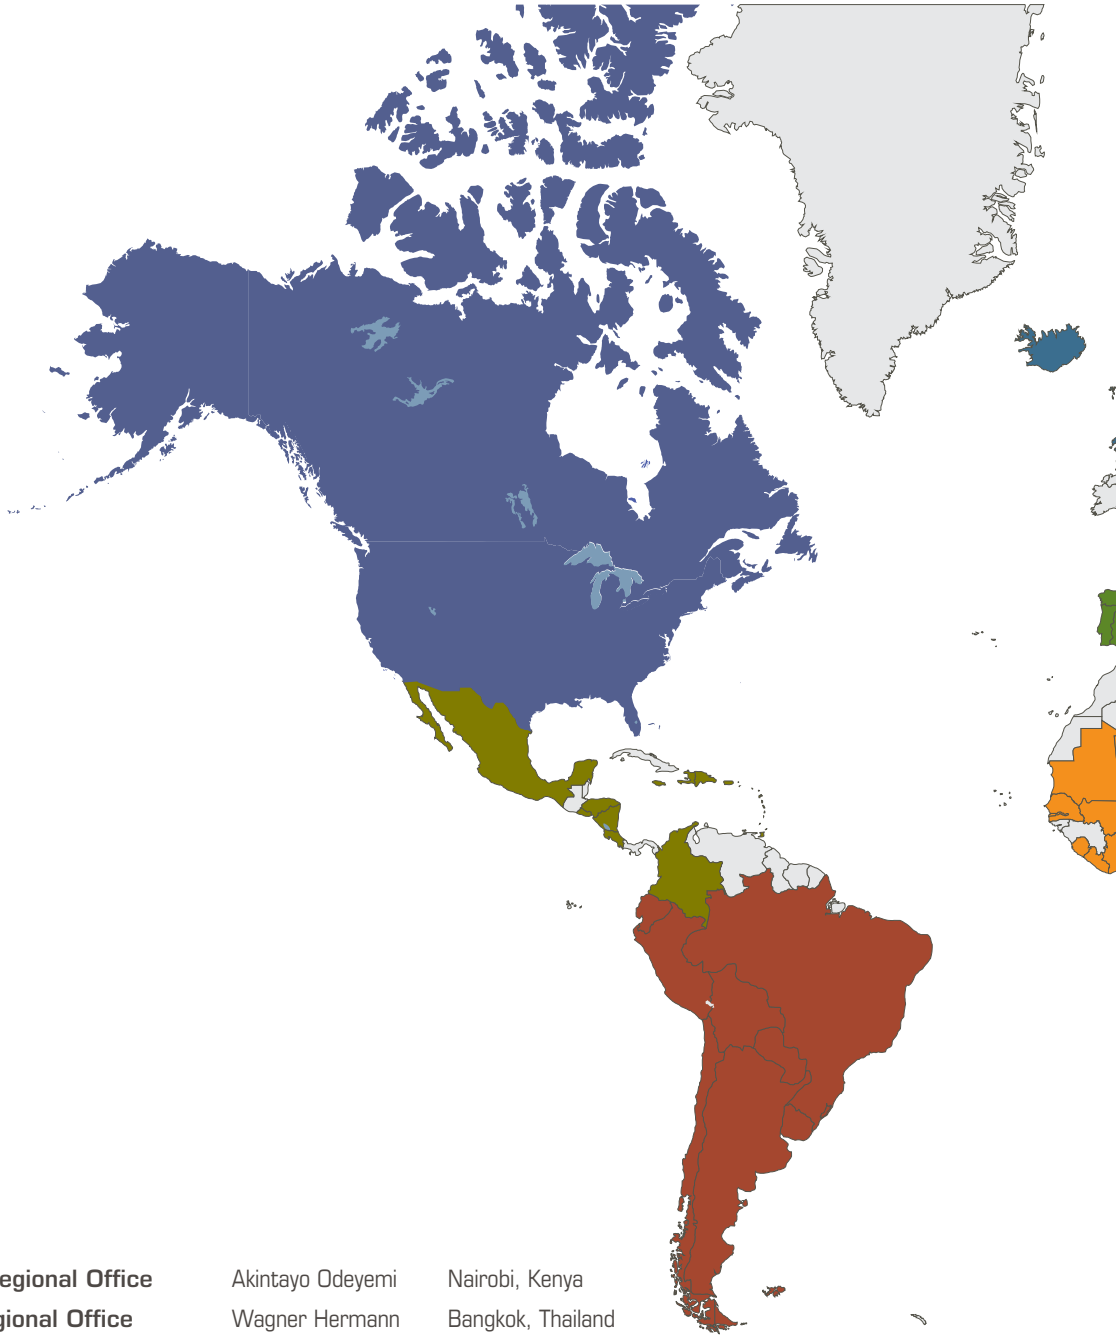 egional Office Akintayo Odeyemi Nairobi, Kenya
gional Office Wagner Hermann Bangkok, Thailand